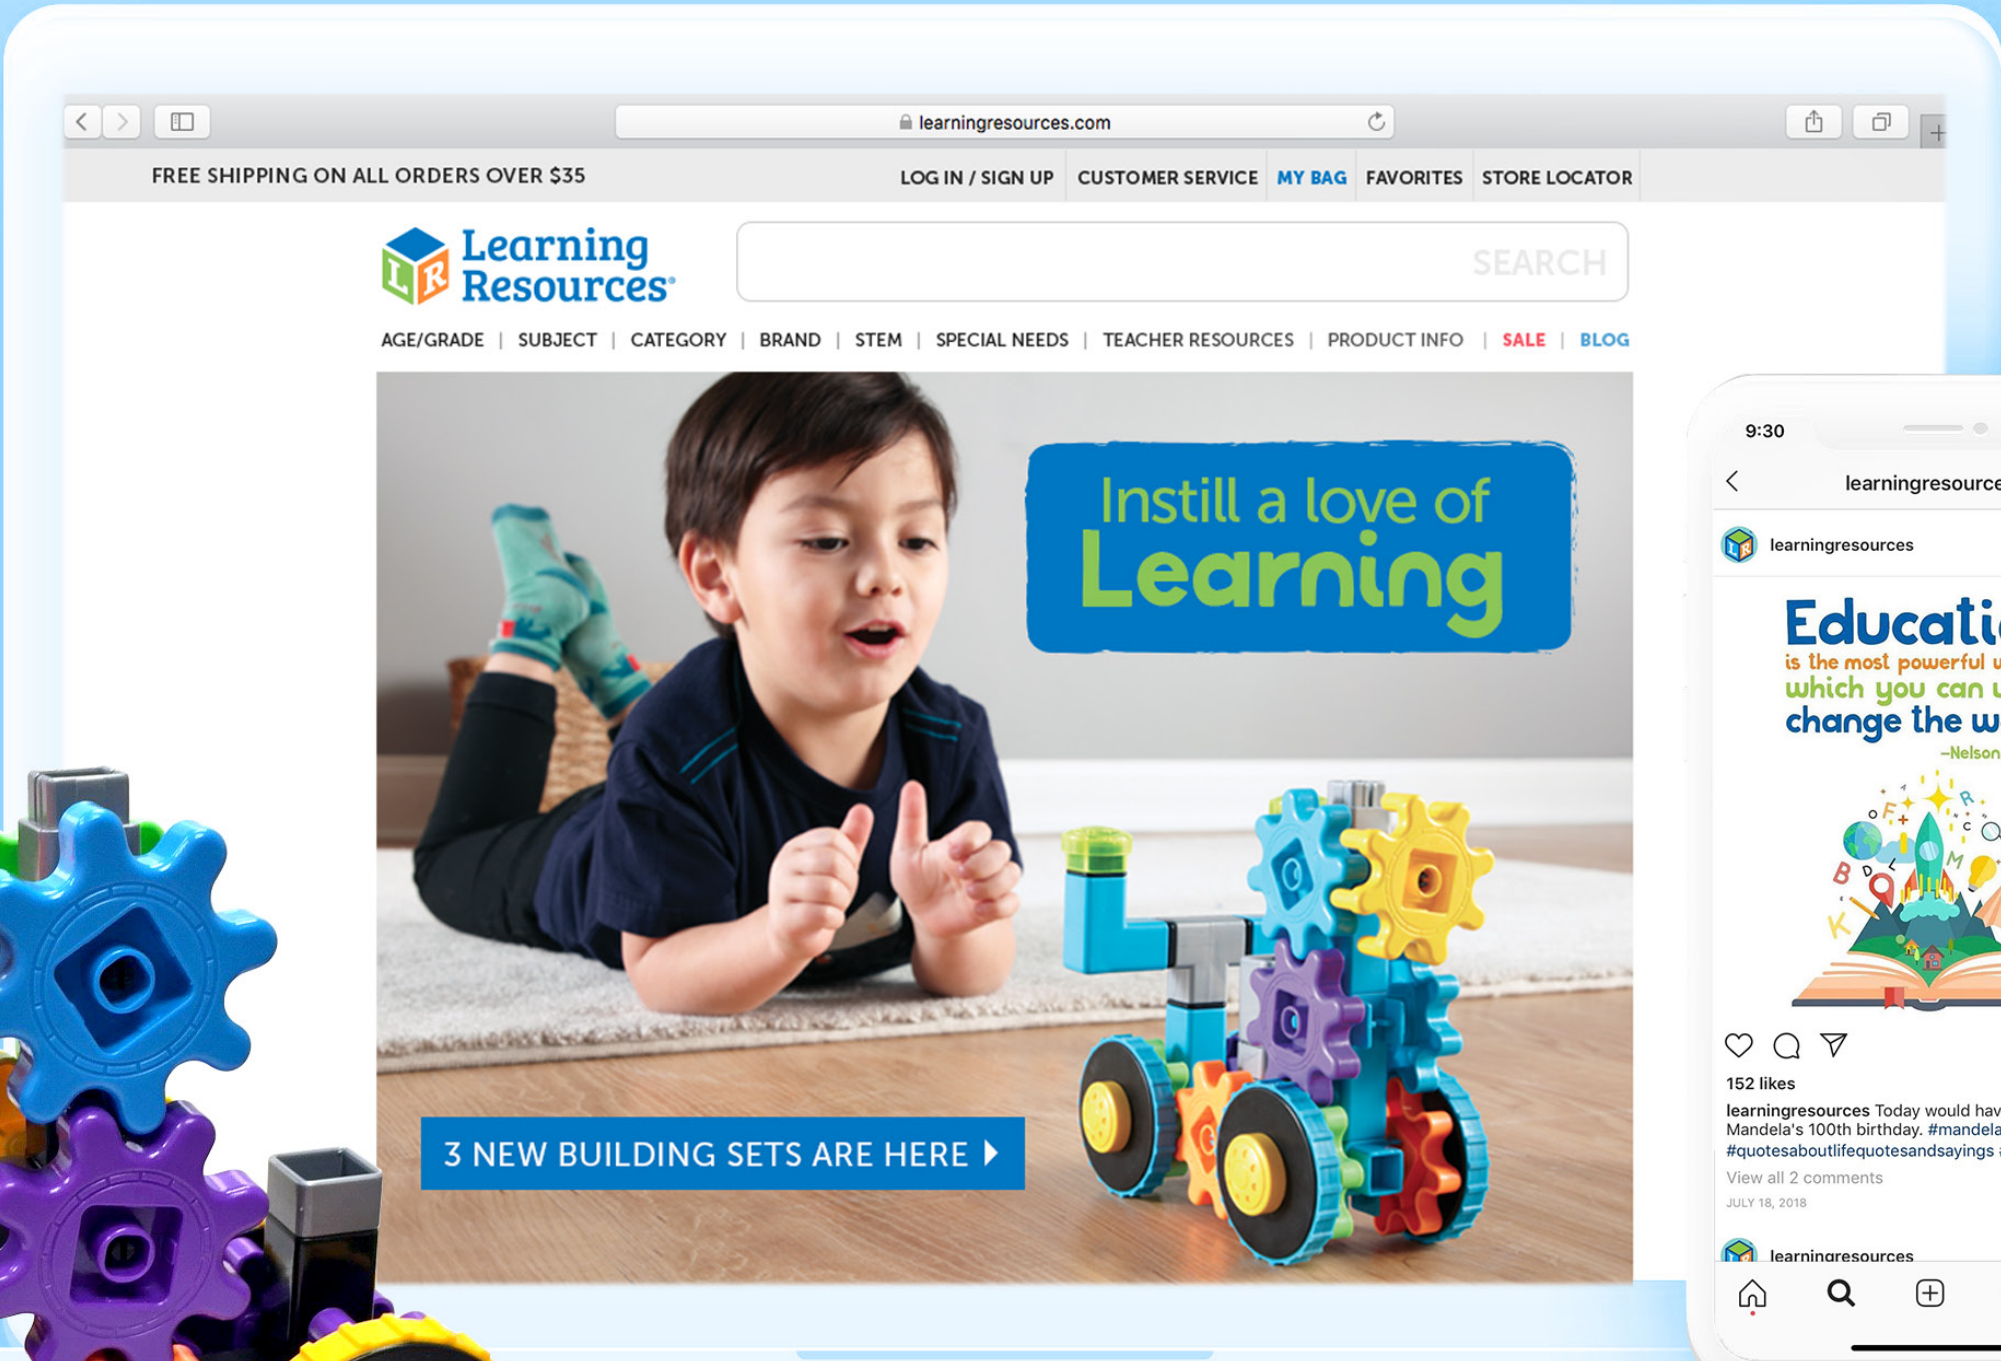 learningresources.com
FREE SHIPPING ON ALL ORDERS OVER $35
LOG IN / SIGN UP
CUSTOMER SERVICE
MY BAG
FAVORITES
STORE LOCATOR
LR
Learning
Resources
SEARCH
AGE/GRADE | SUBJECT | CATEGORY | BRAND | STEM | SPECIAL NEEDS | TEACHER RESOURCES | PRODUCT INFO | SALE | BLOG
Instill a love of
Learning
3 NEW BUILDING SETS ARE HERE
9:30
learningresource
learningresources
Educati
is the most powerful
which you can
change the w
–Nelson
152 likes
learningresources Today would hav
Mandela's 100th birthday. #mandela
#quotesaboutlifequotesandsayings
View all 2 comments
JULY 18, 2018
learningresources